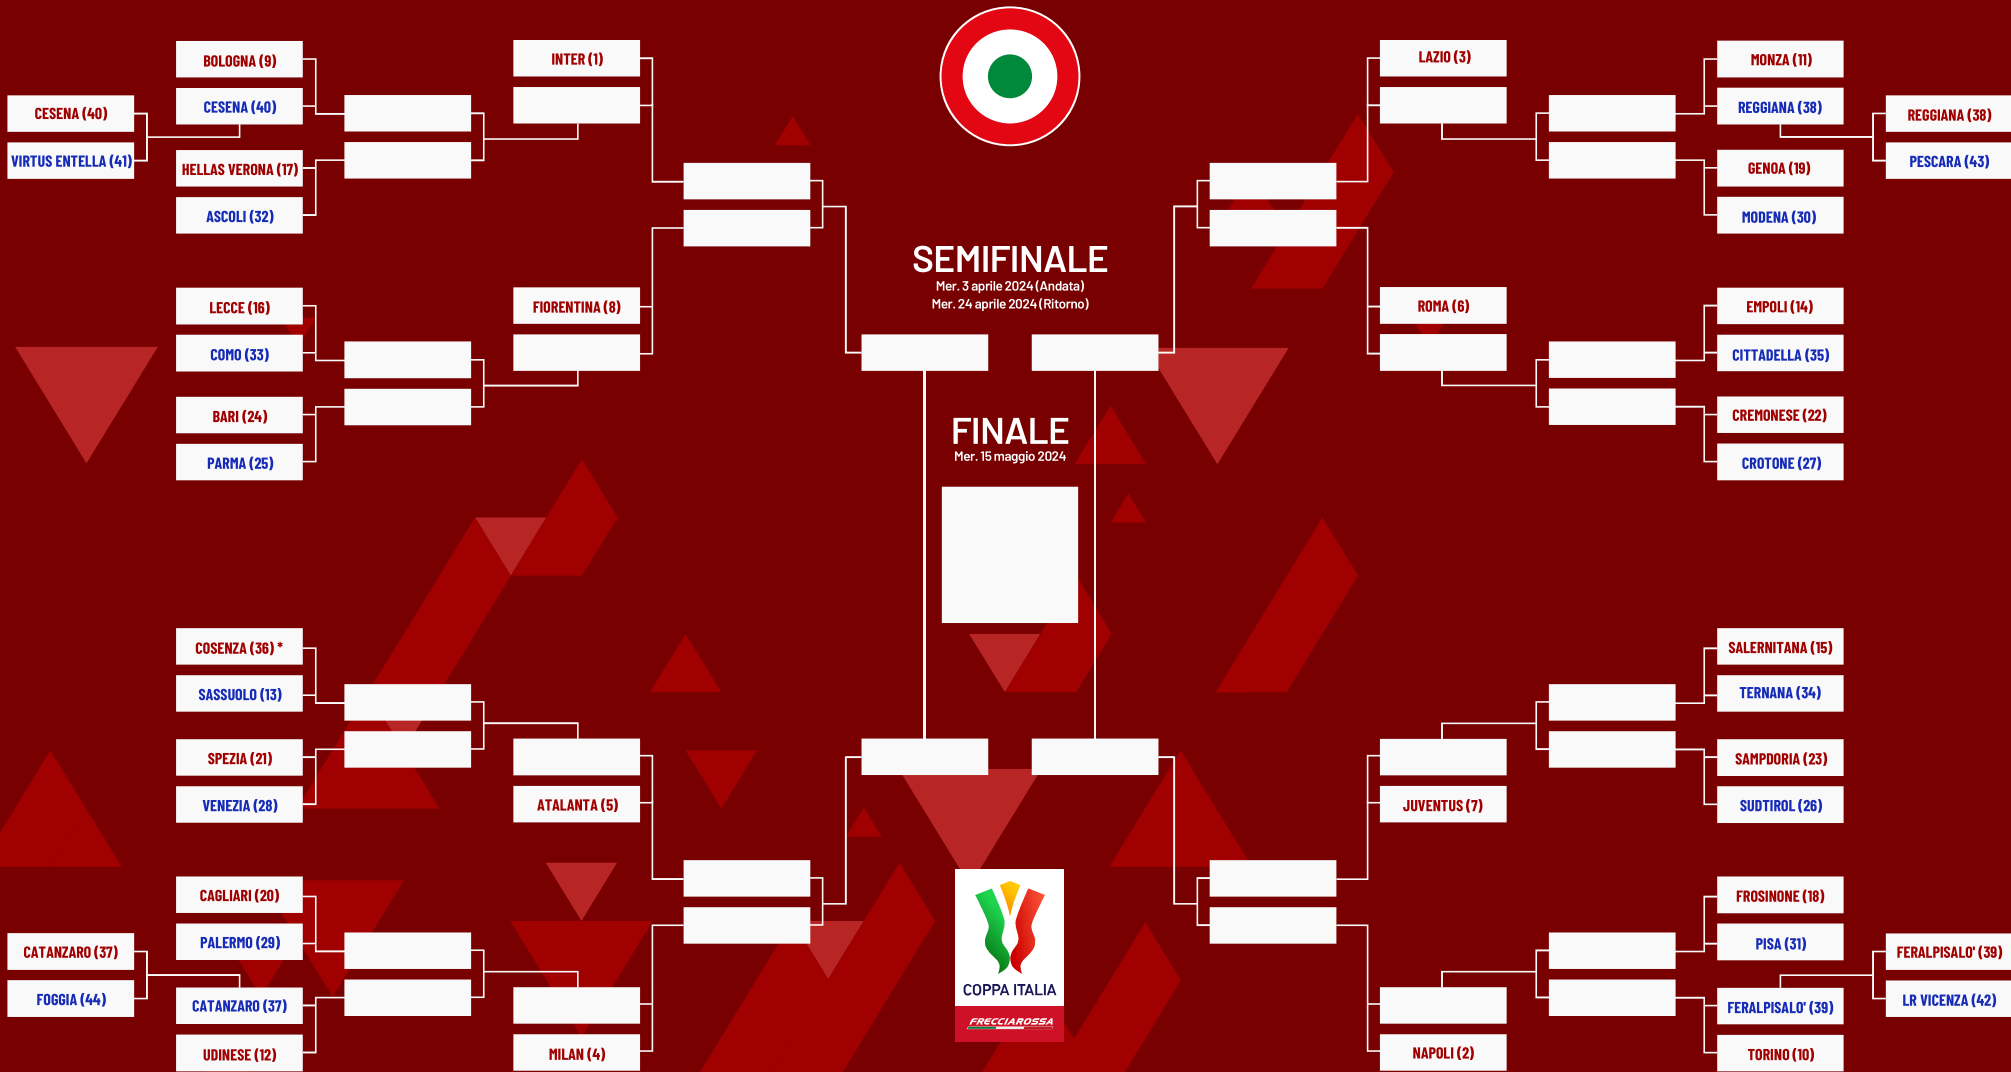 BOLOGNA (9)
CESENA (40)
CESENA (40)
VIRTUS ENTELLA (41)
HELLAS VERONA (17)
ASCOLI (32)
INTER (1)
LECCE (16)
COMO (33)
BARI (24)
PARMA (25)
FIORENTINA (8)
COSENZA (36) *
SASSUOLO (13)
SPEZIA (21)
VENEZIA (28)
ATALANTA (5)
CAGLIARI (20)
PALERMO (29)
CATANZARO (37)
FOGGIA (44)
CATANZARO (37)
UDINESE (12)
MILAN (4)
SEMIFINALE
Mer. 3 aprile 2024 (Andata)
Mer. 24 aprile 2024 (Ritorno)
FINALE
Mer. 15 maggio 2024
COPPA ITALIA
FRECCIAROSSA
LAZIO (3)
MONZA (11)
REGGIANA (38)
REGGIANA (38)
PESCARA (43)
GENOA (19)
MODENA (30)
ROMA (6)
EMPOLI (14)
CITTADELLA (35)
CREMONESE (22)
CROTONE (27)
SALERNITANA (15)
TERNANA (34)
SAMPDORIA (23)
SUDTIROL (26)
JUVENTUS (7)
FROSINONE (18)
PISA (31)
FERALPISALO' (39)
LR VICENZA (42)
FERALPISALO' (39)
TORINO (10)
NAPOLI (2)